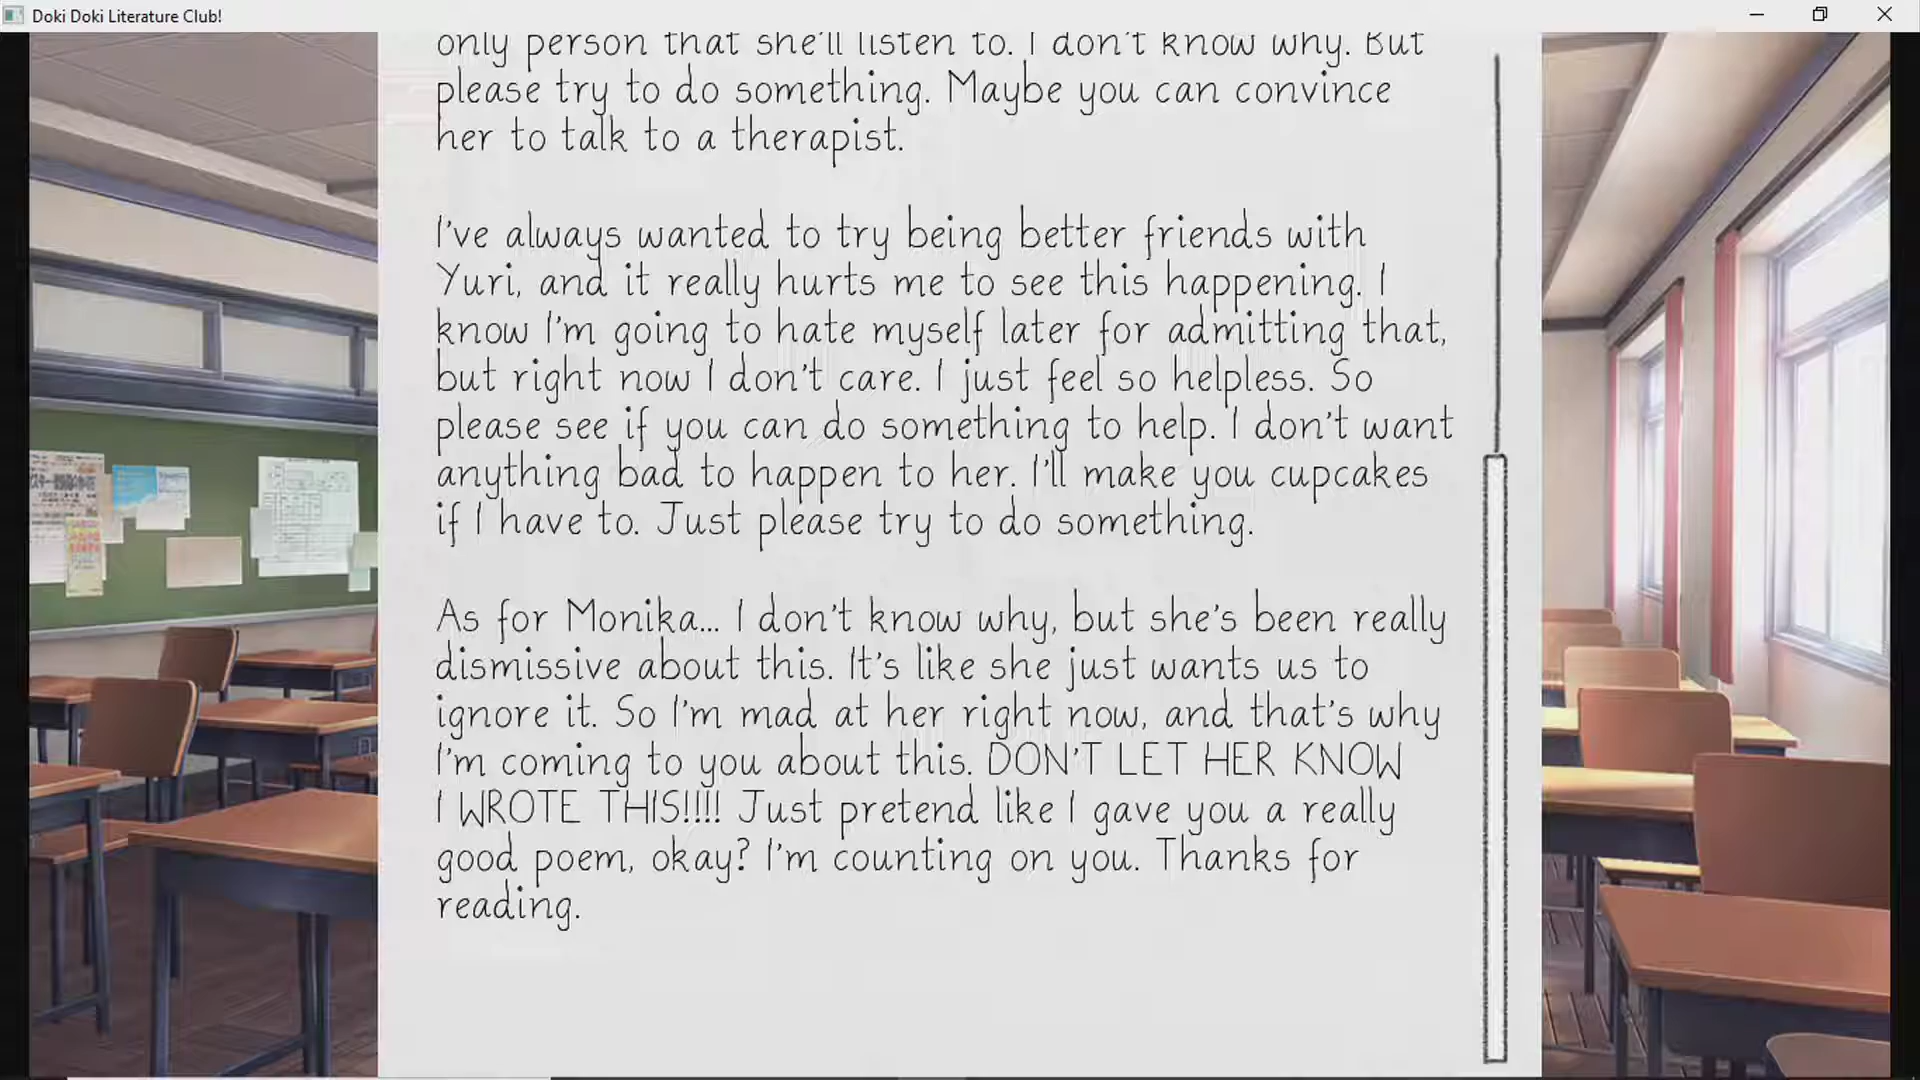 Doki Doki Literature Club!
only person that she'll listen to. I don't know why. But
please try to do something. Maybe you can convince
her to talk to a therapist.
I've always wanted to try being better friends with
Yuri, and it really hurts me to see this happening. I
know I'm going to hate myself later for admitting that,
but right now I don't care. I just feel so helpless. So
please see if you can do something to help. I don't want
anything bad to happen to her. I'll make you cupcakes
if I have to. Just please try to do something.
As for Monika... I don't know why, but she's been really
dismissive about this. It's like she just wants us to
ignore it. So I'm mad at her right now, and that's why
I'm coming to you about this. DON'T LET HER KNOW
I WROTE THIS!!!! Just pretend like I gave you a really
good poem, okay? I'm counting on you. Thanks for
reading.